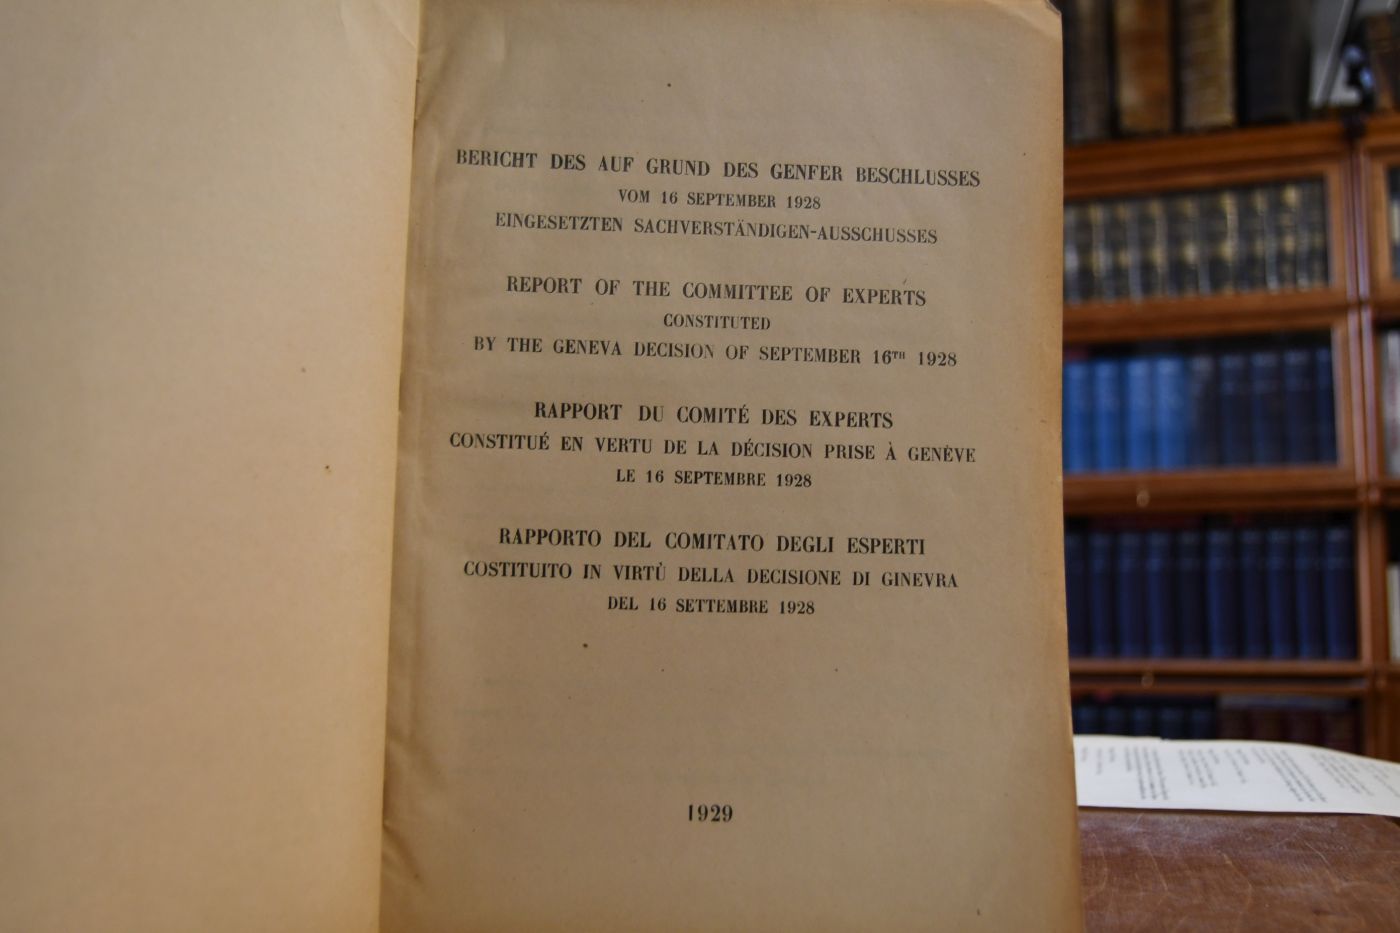 BERICHT DES AUF GRUND DES GENFER BESCHLUSSES
VOM 16 SEPTEMBER 1928
EINGESETZTEN SACHVERSTÄNDIGEN-AUSSCHUSSES
REPORT OF THE COMMITTEE OF EXPERTS
CONSTITUTED
BY THE GENEVA DECISION OF SEPTEMBER 16TH 1928
RAPPORT DU COMITÉ DES EXPERTS
CONSTITUÉ EN VERTU DE LA DÉCISION PRISE À GENÈVE
LE 16 SEPTEMBRE 1928
RAPPORTO DEL COMITATO DEGLI ESPERTI
COSTITUITO IN VIRTÙ DELLA DECISIONE DI GINEVRA
DEL 16 SETTEMBRE 1928
1929